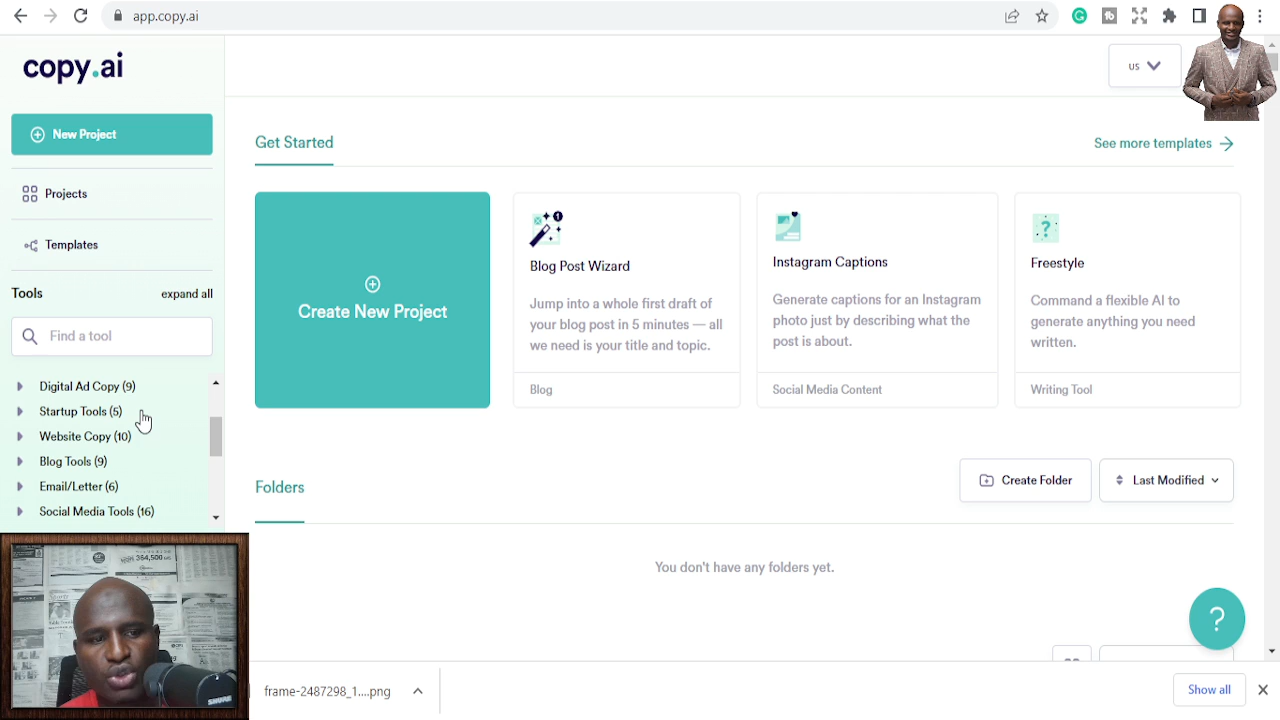 app.copy.ai
copy.ai
us
New Project
Get Started
See more templates
Projects
Templates
Tools
expand all
Find a tool
Create New Project
Blog Post Wizard
Jump into a whole first draft of
your blog post in 5 minutes — all
we need is your title and topic.
Blog
Instagram Captions
Generate captions for an Instagram
photo just by describing what the
post is about.
Social Media Content
Freestyle
Command a flexible AI to
generate anything you need
written.
Writing Tool
Digital Ad Copy (9)
Startup Tools (5)
Website Copy (10)
Blog Tools (9)
Email/Letter (6)
Social Media Tools (16)
Folders
Create Folder
Last Modified
You don't have any folders yet.
?
354,500
SHURE
frame-2487298_1....png
Show all